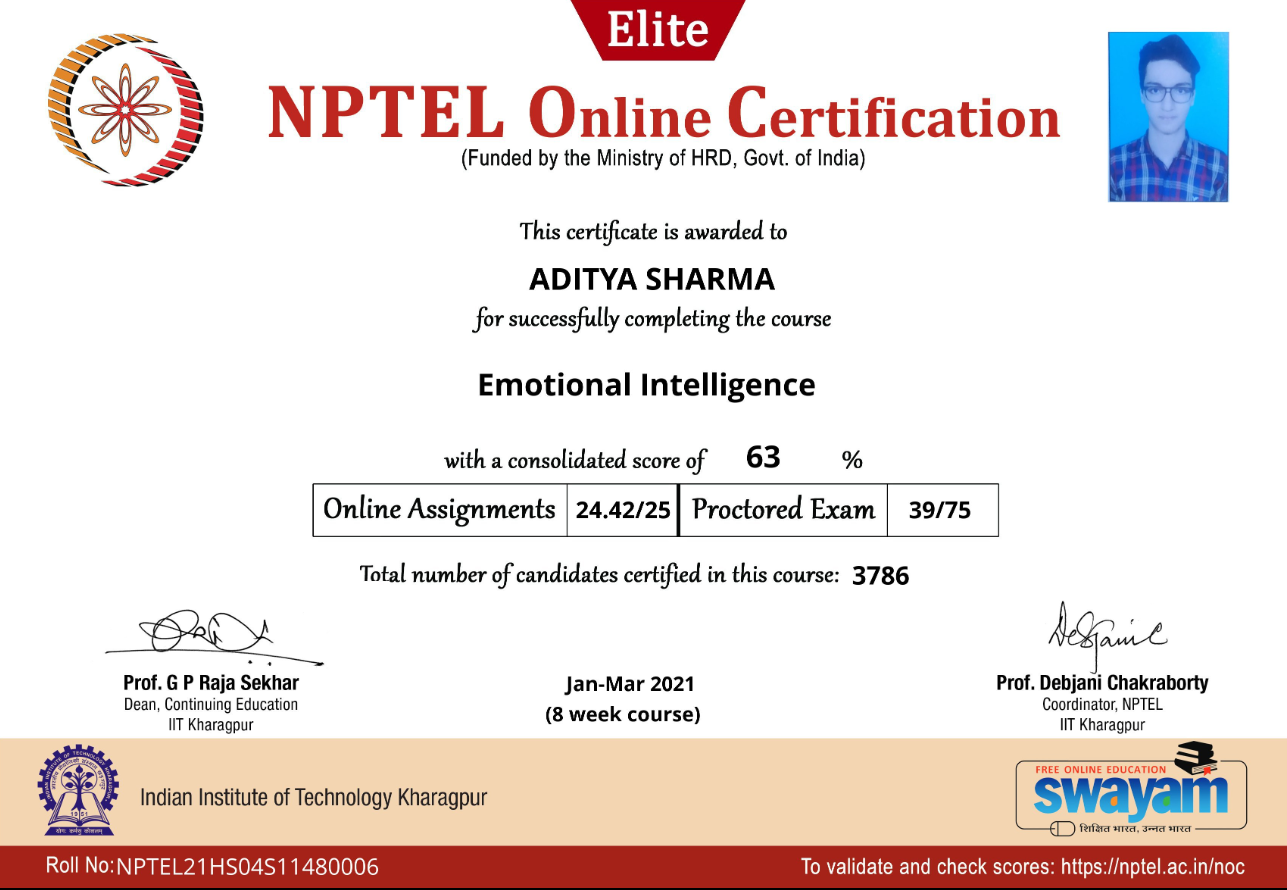 Elite
NPTEL Online Certification
(Funded by the Ministry of HRD, Govt. of India)
This certificate is awarded to
ADITYA SHARMA
for successfully completing the course
Emotional Intelligence
with a consolidated score of 63 %
Online Assignments 24.42/25 Proctored Exam 39/75
Total number of candidates certified in this course: 3786
Prof. G P Raja Sekhar
Dean, Continuing Education
IIT Kharagpur
Jan-Mar 2021
(8 week course)
Prof. Debjani Chakraborty
Coordinator, NPTEL
IIT Kharagpur
Indian Institute of Technology Kharagpur
1951
योगः कर्मसु कौशलम्
FREE ONLINE EDUCATION
swayam
शिक्षित भारत, उन्नत भारत
Roll No:NPTEL21HS04S11480006
To validate and check scores: https://nptel.ac.in/noc